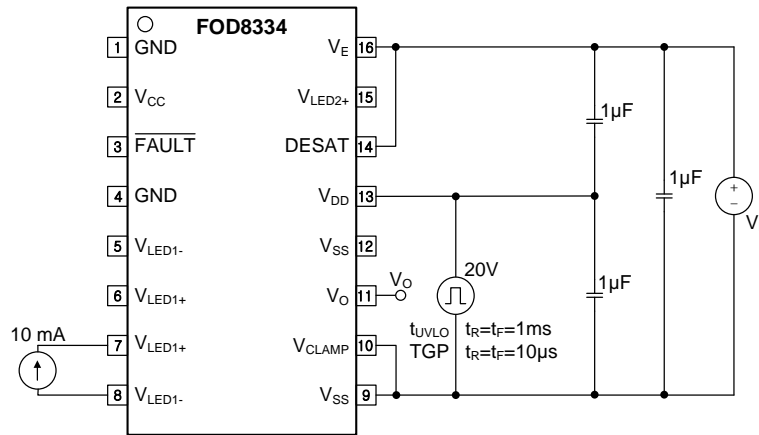 FOD8334
1 GND
2 VCC
3 FAULT
4 GND
5 VLED1-
6 VLED1+
7 VLED1+
8 VLED1-
10 mA
VE 16
VLED2+ 15
DESAT 14
VDD 13
VSS 12
VO 11
VCLAMP 10
VSS 9
VO
20V
tUVLO tR=tF=1ms
TGP tR=tF=10µs
1µF
1µF
1µF
+
−
V